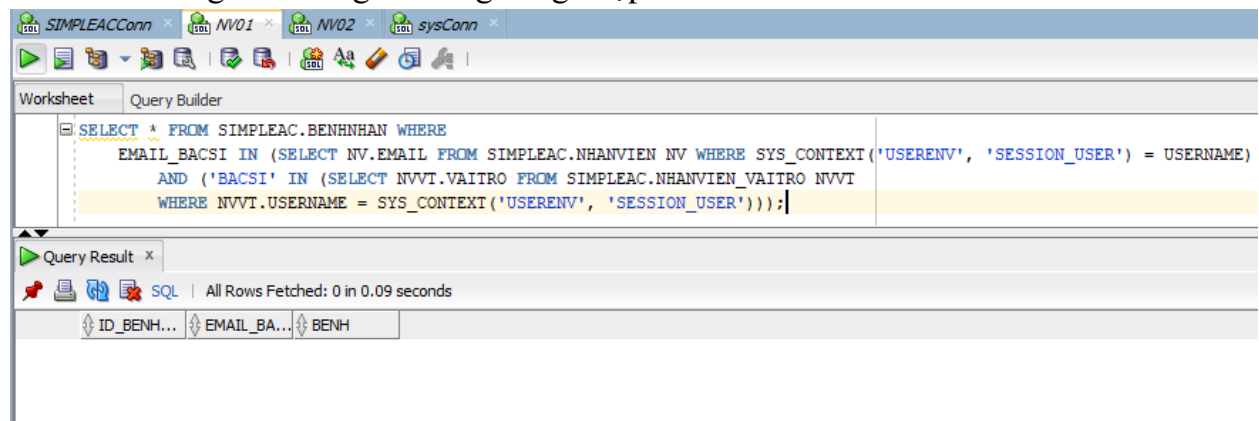 SIMPLEACConn NV01 NV02 sysConn
Worksheet Query Builder
SELECT * FROM SIMPLEAC.BENHNHAN WHERE
EMAIL_BACSI IN (SELECT NV.EMAIL FROM SIMPLEAC.NHANVIEN NV WHERE SYS_CONTEXT('USERENV', 'SESSION_USER') = USERNAME)
AND ('BACSI' IN (SELECT NVVT.VAITRO FROM SIMPLEAC.NHANVIEN_VAITRO NVVT
WHERE NVVT.USERNAME = SYS_CONTEXT('USERENV', 'SESSION_USER')));
Query Result
SQL | All Rows Fetched: 0 in 0.09 seconds
ID_BENH... EMAIL_BA... BENH